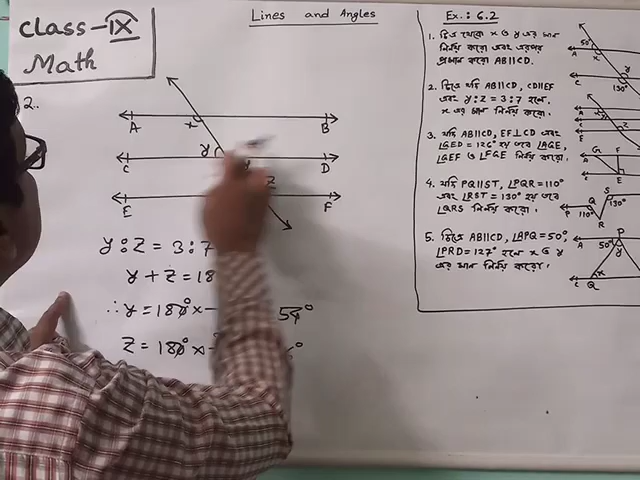 Lines and Angles
Class-IX
Math
2.
A
B
x
y
C
D
y
Z
E
F
y : Z = 3 : 7
y + Z = 18
∴ y = 180° x
54°
Z = 180° x
Ex.: 6.2
1. চিত্র থেকে x ও y এর মান
নির্ণয় করো এবং তারপর
প্রমাণ করো AB||CD.
50°
A
x
y
C
130°
2. চিত্রে যদি AB||CD, CD||EF
এবং y : z = 3 : 7 হলে,
x এর মান নির্ণয় করো।
3. যদি AB||CD, EF⊥CD এবং
∠GED = 126° হয় তবে ∠AGE,
∠GEF ও ∠FGE নির্ণয় করো।
G
F
E
4. যদি PQ||ST, ∠PQR = 110°
এবং ∠RST = 130° হয় তবে
∠QRS নির্ণয় করো।
S
Q
130°
P
110°
R
5. চিত্রে AB||CD, ∠APQ = 50°,
∠PRD = 127° হলে x ও y
এর মান নির্ণয় করো।
P
A
50°
y
x
C
Q